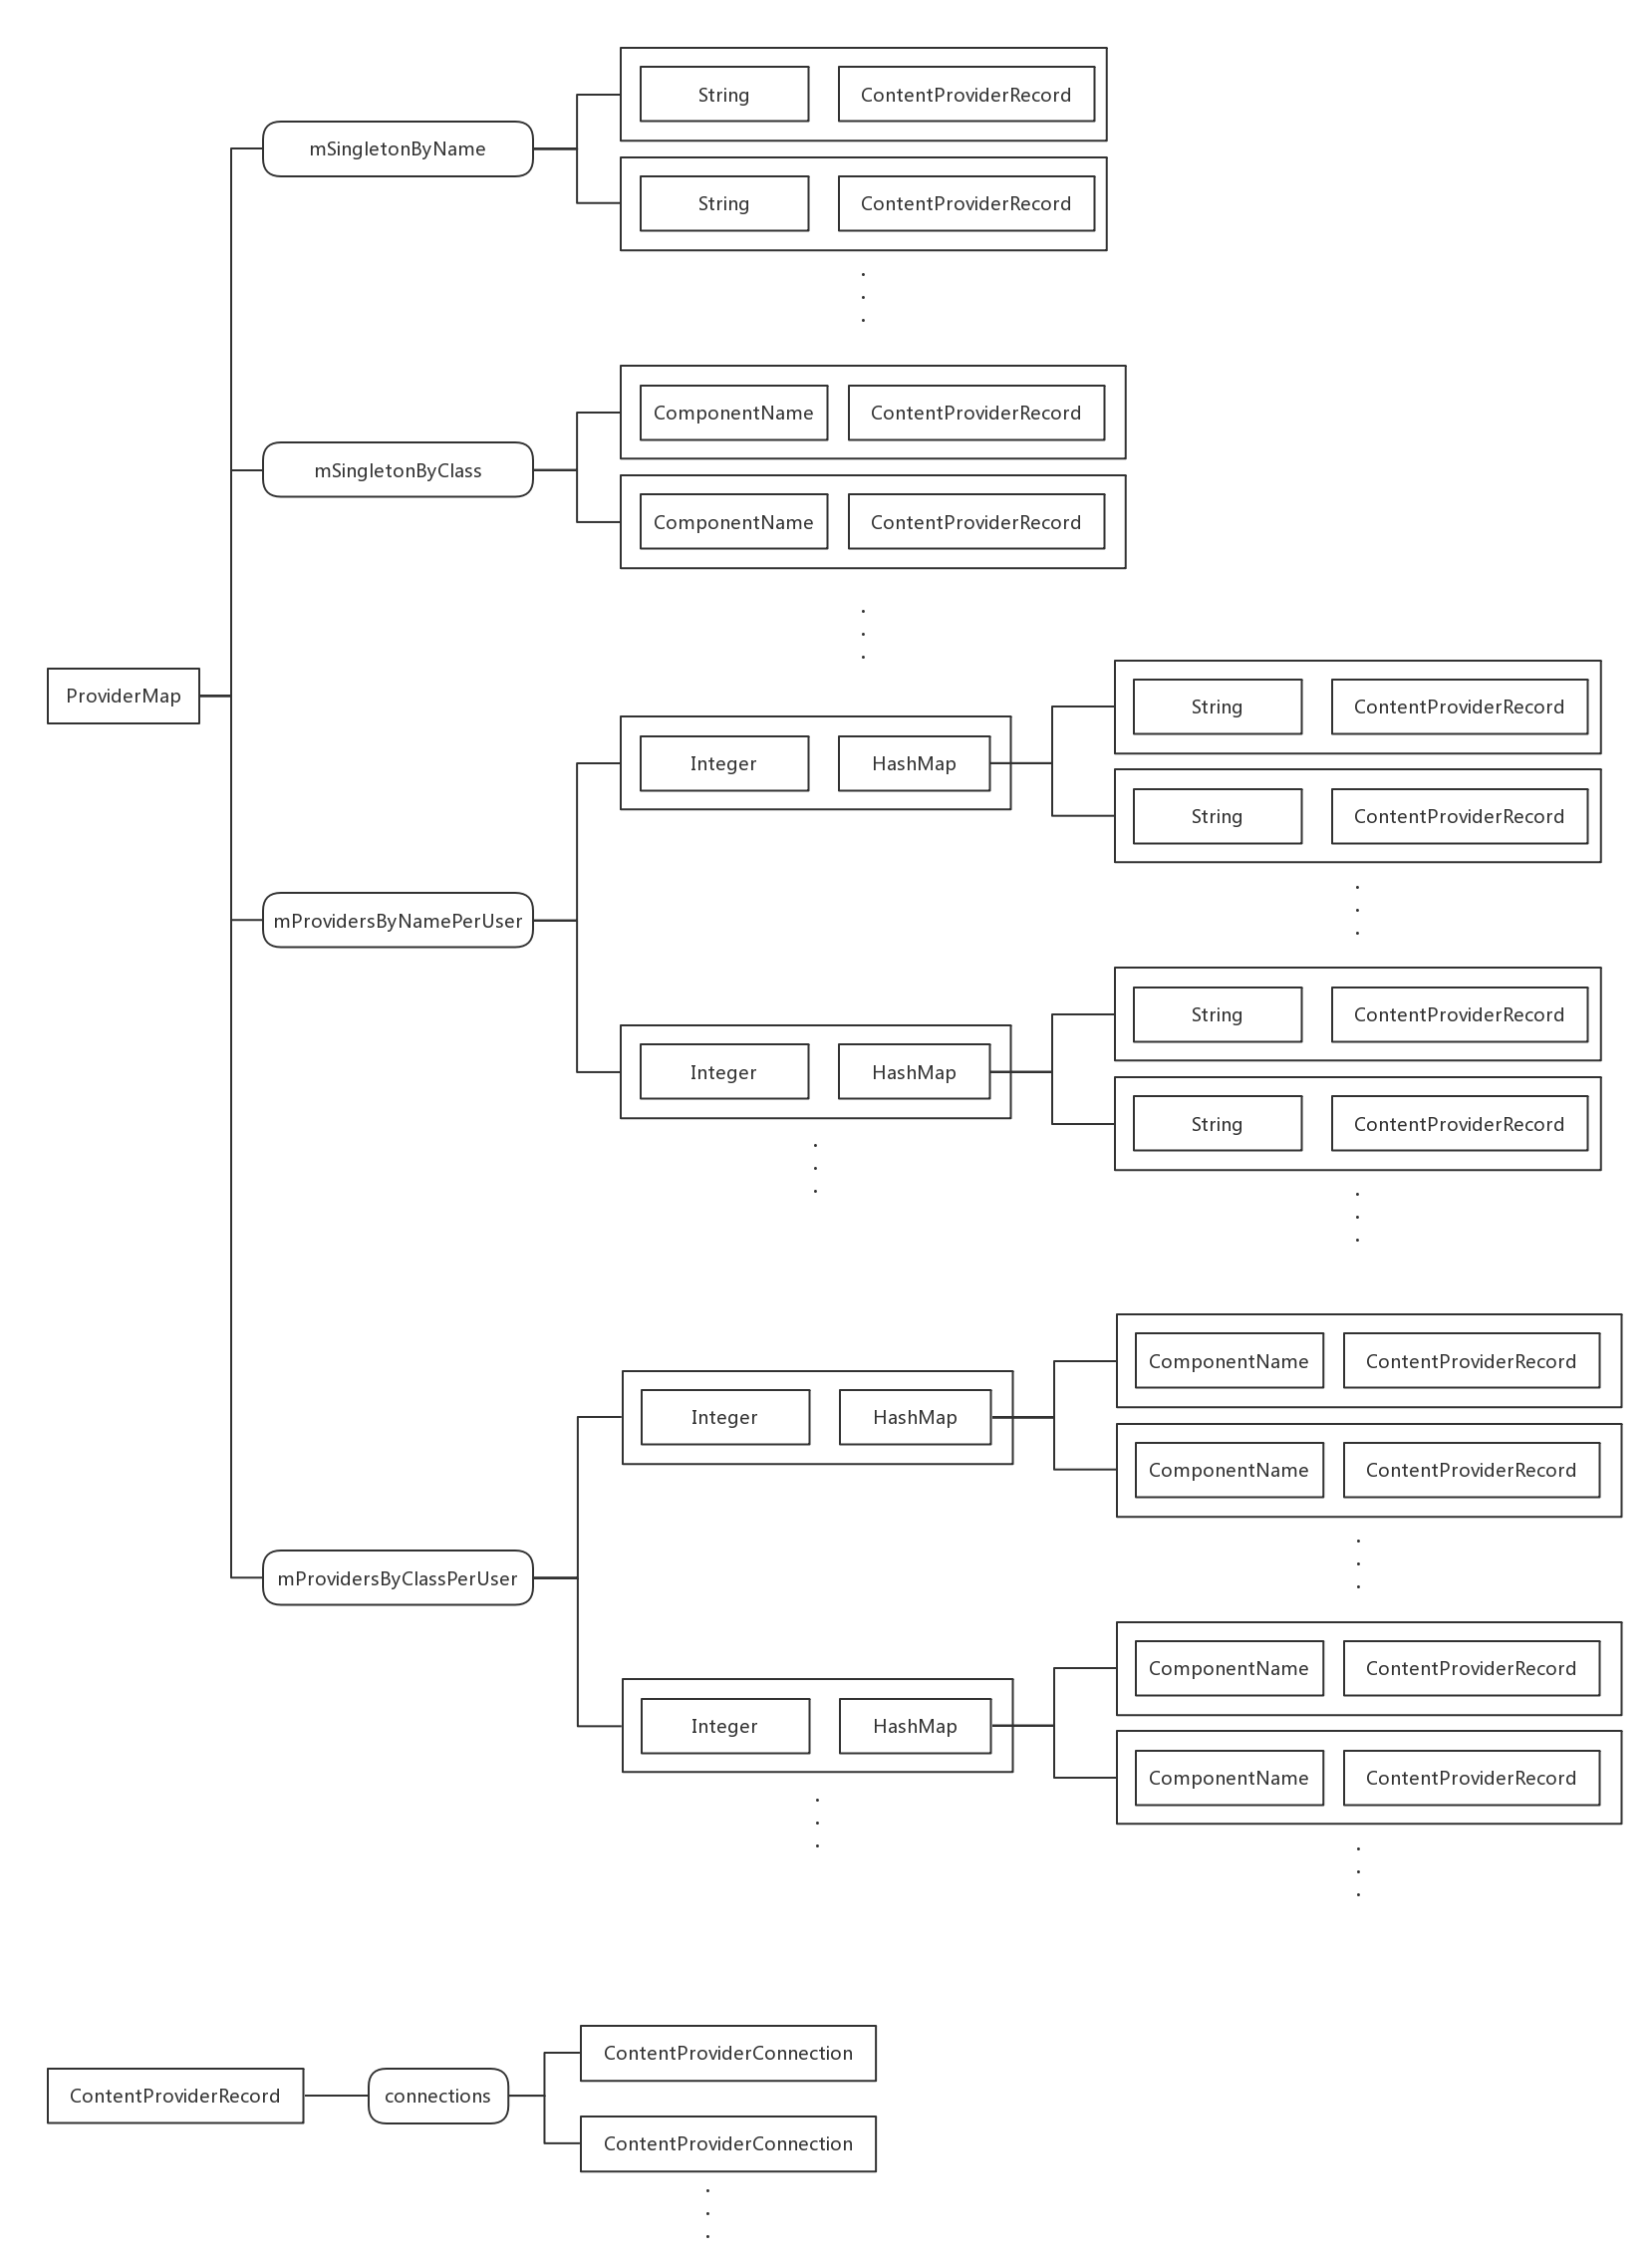 String ContentProviderRecord
mSingletonByName
String ContentProviderRecord
ComponentName ContentProviderRecord
mSingletonByClass
ComponentName ContentProviderRecord
ProviderMap
String ContentProviderRecord
Integer HashMap
String ContentProviderRecord
mProvidersByNamePerUser
String ContentProviderRecord
Integer HashMap
String ContentProviderRecord
ComponentName ContentProviderRecord
Integer HashMap
ComponentName ContentProviderRecord
mProvidersByClassPerUser
ComponentName ContentProviderRecord
Integer HashMap
ComponentName ContentProviderRecord
ContentProviderConnection
ContentProviderRecord connections
ContentProviderConnection